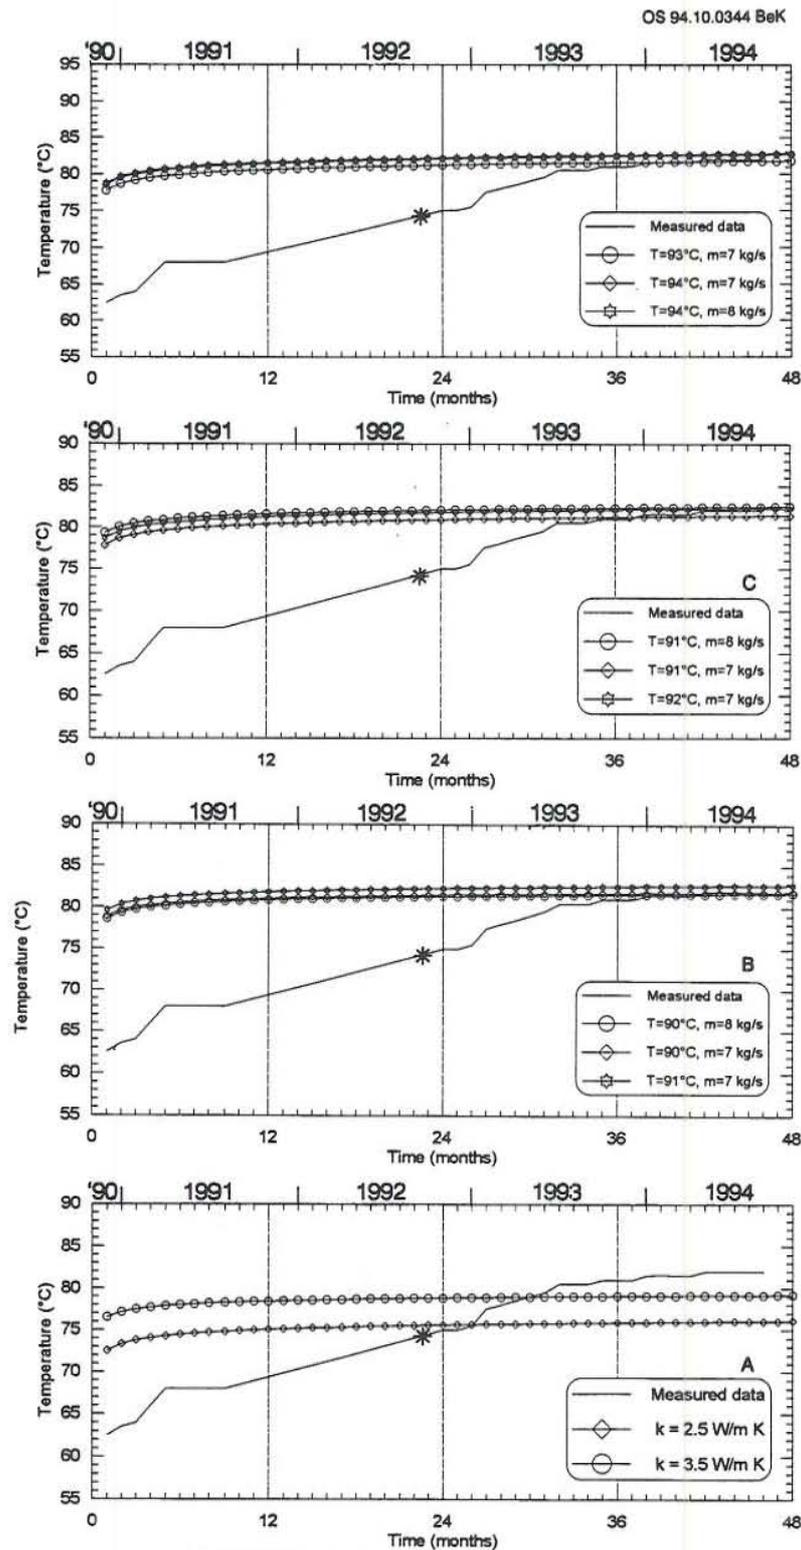 OS 94.10.0344 BeK
'90 1991 1992 1993 1994
95
90
85
80
75
70
65
60
55
Temperature (°C)
Measured data
T=93°C, m=7 kg/s
T=94°C, m=7 kg/s
T=94°C, m=8 kg/s
0 12 24 36 48
Time (months)
'90 1991 1992 1993 1994
90
85
80
75
70
65
60
55
Temperature (°C)
C
Measured data
T=91°C, m=8 kg/s
T=91°C, m=7 kg/s
T=92°C, m=7 kg/s
0 12 24 36 48
Time (months)
'90 1991 1992 1993 1994
90
85
80
75
70
65
60
55
Temperature (°C)
B
Measured data
T=90°C, m=8 kg/s
T=90°C, m=7 kg/s
T=91°C, m=7 kg/s
0 12 24 36 48
Time (months)
'90 1991 1992 1993 1994
90
85
80
75
70
65
60
55
Temperature (°C)
A
Measured data
k = 2.5 W/m K
k = 3.5 W/m K
0 12 24 36 48
Time (months)